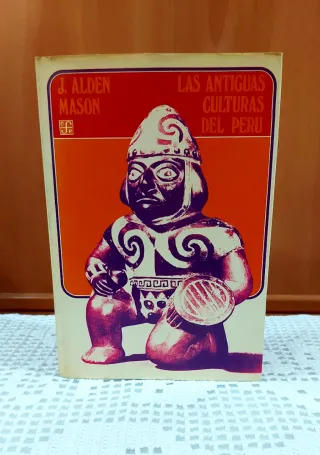 J. ALDEN
MASON
LAS ANTIGUAS
CULTURAS
DEL PERU